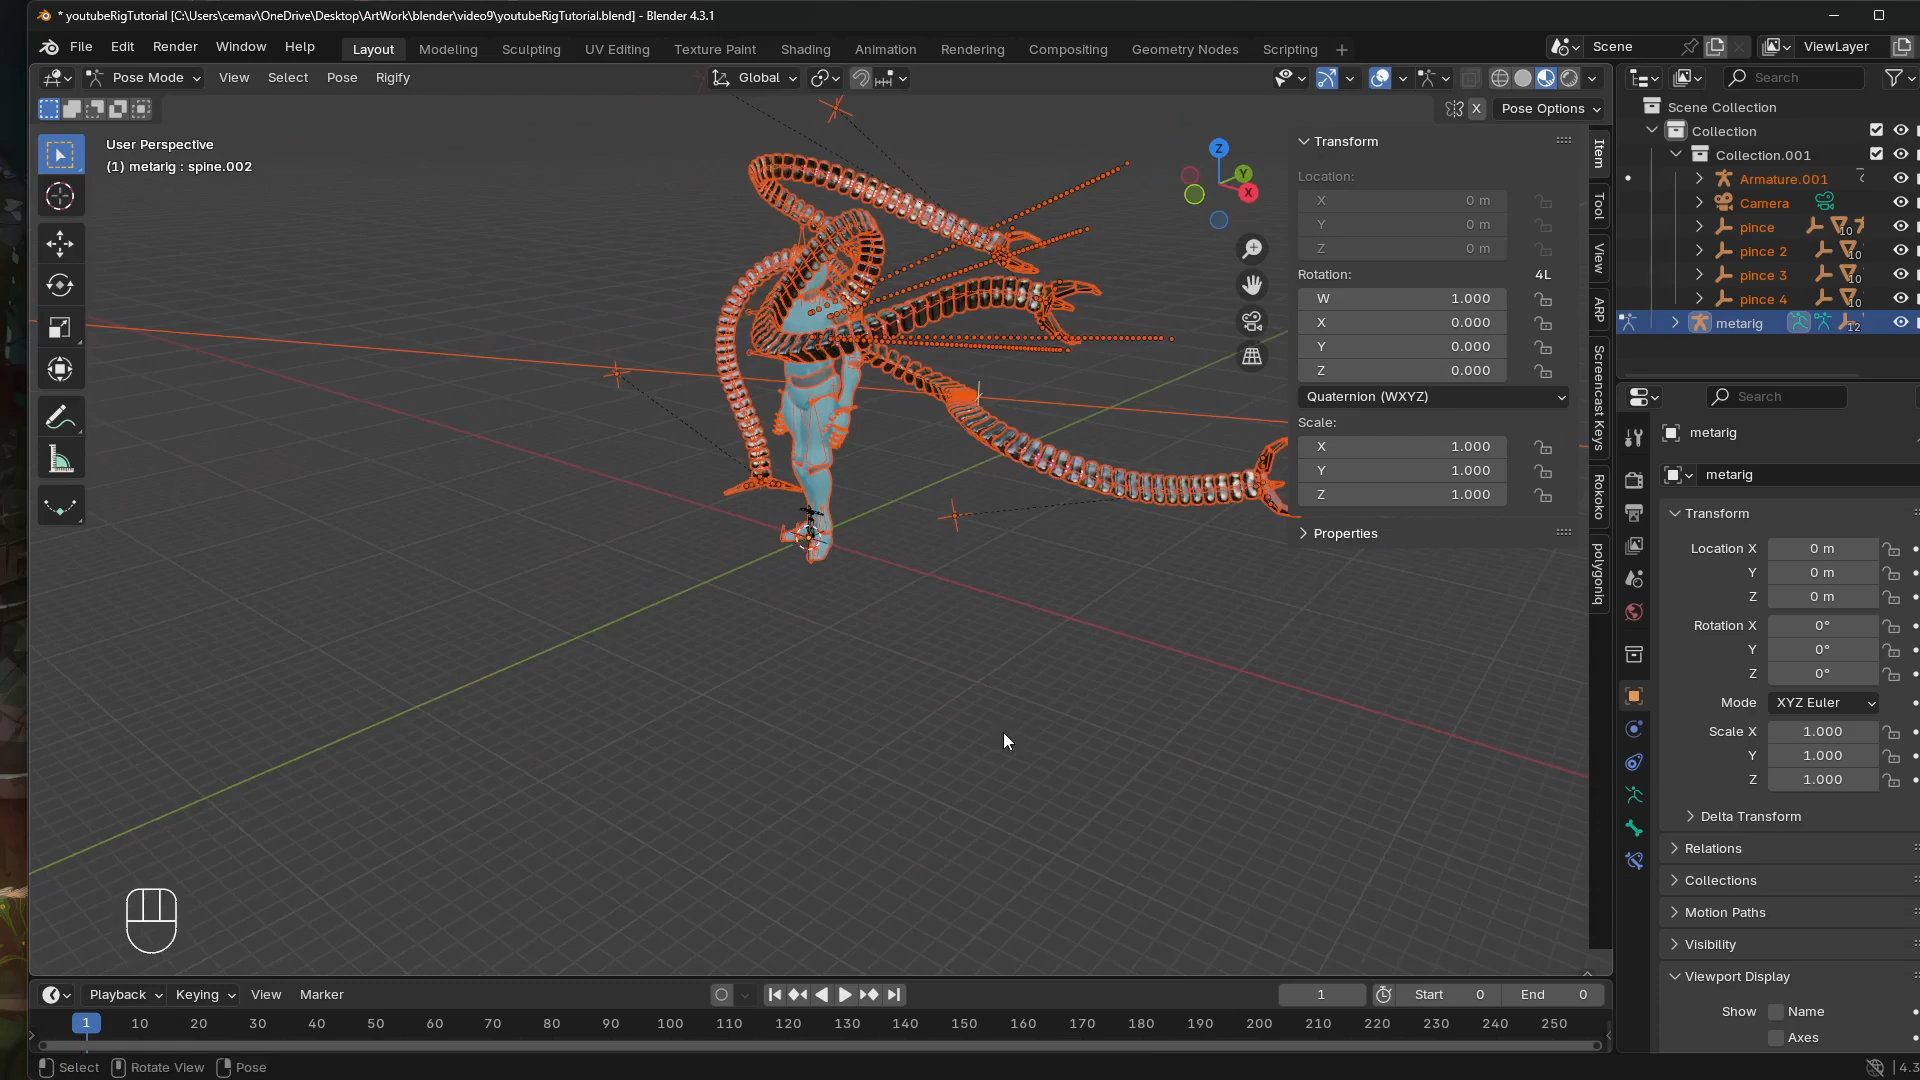 * youtubeRigTutorial [C:\Users\cemav\OneDrive\Desktop\ArtWork\blender\video9\youtubeRigTutorial.blend] - Blender 4.3.1
File Edit Render Window Help Layout Modeling Sculpting UV Editing Texture Paint Shading Animation Rendering Compositing Geometry Nodes Scripting Scene ViewLayer
Pose Mode View Select Pose Rigify Global Search
X Pose Options
Scene Collection
Collection
Collection.001
Armature.001
Camera
pince 10
pince 2 10
pince 3 10
pince 4 10
metarig 12
User Perspective
(1) metarig : spine.002
Z
Y
X
Transform
Location:
X 0 m
Y 0 m
Z 0 m
Rotation: 4L
W 1.000
X 0.000
Y 0.000
Z 0.000
Quaternion (WXYZ)
Scale:
X 1.000
Y 1.000
Z 1.000
Properties
Item
Tool
View
ARP
Screencast Keys
Rokoko
polygoniq
Search
metarig
metarig
Transform
Location X 0 m
Y 0 m
Z 0 m
Rotation X 0°
Y 0°
Z 0°
Mode XYZ Euler
Scale X 1.000
Y 1.000
Z 1.000
Delta Transform
Relations
Collections
Motion Paths
Visibility
Viewport Display
Show Name
Axes
Playback Keying View Marker 1 Start 0 End 0
1 10 20 30 40 50 60 70 80 90 100 110 120 130 140 150 160 170 180 190 200 210 220 230 240 250
Select Rotate View Pose 4.3